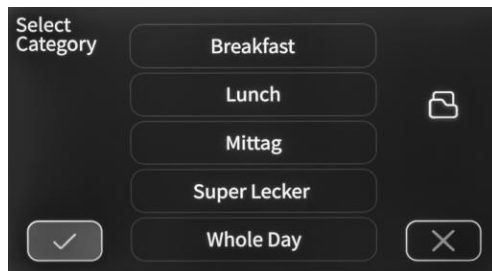 Select
Category
Breakfast
Lunch
Mittag
Super Lecker
Whole Day